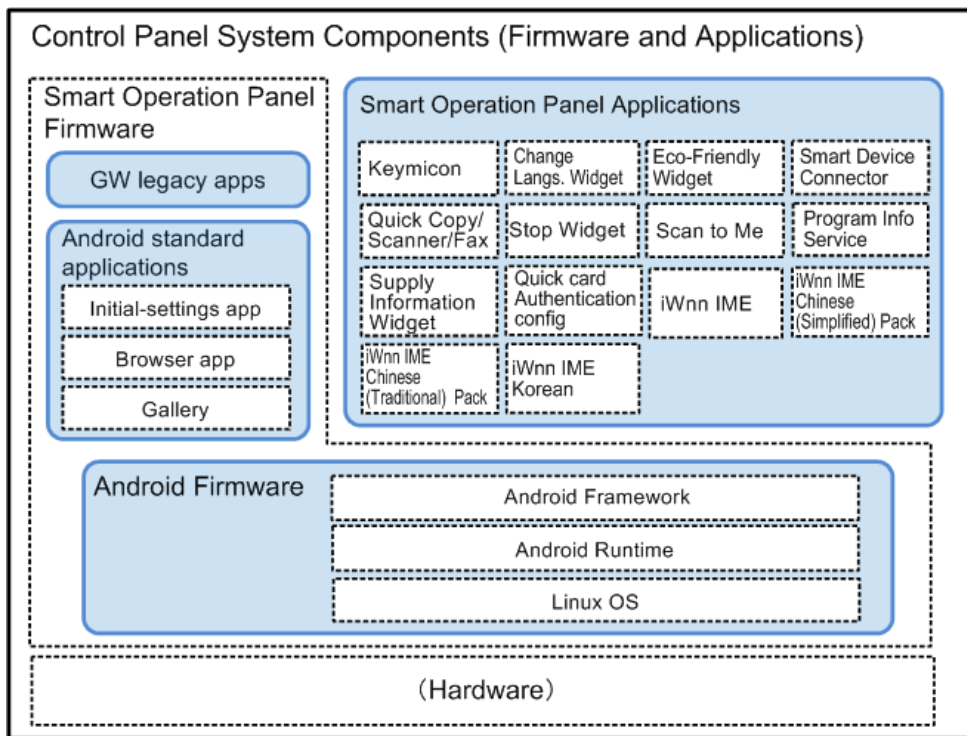 Control Panel System Components (Firmware and Applications)
Smart Operation Panel
Firmware
GW legacy apps
Android standard
applications
Initial-settings app
Browser app
Gallery
Smart Operation Panel Applications
Keymicon
Change
Langs. Widget
Eco-Friendly
Widget
Smart Device
Connector
Quick Copy/
Scanner/Fax
Stop Widget
Scan to Me
Program Info
Service
Supply
Information
Widget
Quick card
Authentication
config
iWnn IME
iWnn IME
Chinese
(Simplified) Pack
iWnn IME
Chinese
(Traditional) Pack
iWnn IME
Korean
Android Firmware
Android Framework
Android Runtime
Linux OS
(Hardware)